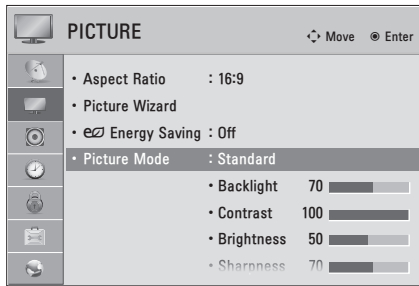 PICTURE
Move Enter
• Aspect Ratio : 16:9
• Picture Wizard
• Energy Saving : Off
• Picture Mode : Standard
• Backlight 70
• Contrast 100
• Brightness 50
• Sharpness 70